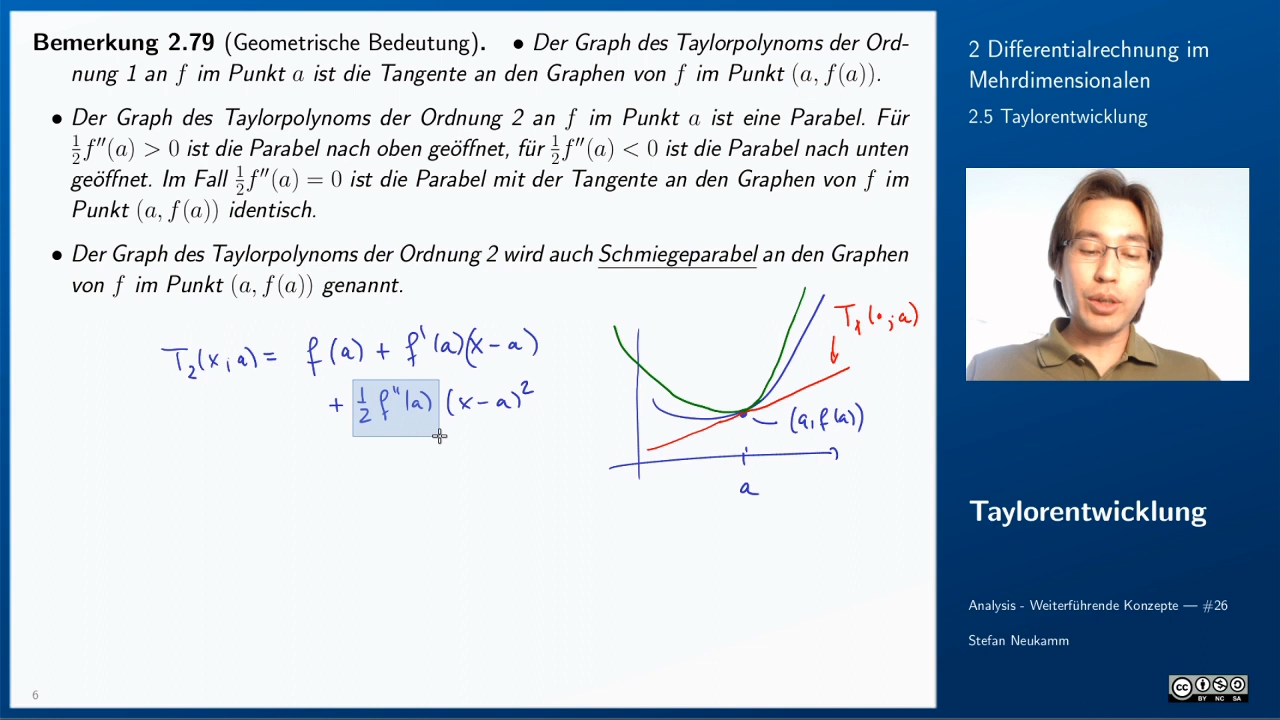 Bemerkung 2.79 (Geometrische Bedeutung). • Der Graph des Taylorpolynoms der Ord-
nung 1 an f im Punkt a ist die Tangente an den Graphen von f im Punkt (a, f(a)).
• Der Graph des Taylorpolynoms der Ordnung 2 an f im Punkt a ist eine Parabel. Für
½f''(a) > 0 ist die Parabel nach oben geöffnet, für ½f''(a) < 0 ist die Parabel nach unten
geöffnet. Im Fall ½f''(a) = 0 ist die Parabel mit der Tangente an den Graphen von f im
Punkt (a, f(a)) identisch.
• Der Graph des Taylorpolynoms der Ordnung 2 wird auch Schmiegeparabel an den Graphen
von f im Punkt (a, f(a)) genannt.
T₂(x; a) = f(a) + f'(a)(x − a)
+ ½ f''(a) (x − a)²
T₁(•; a)
(a, f(a))
a
6
2 Differentialrechnung im
Mehrdimensionalen
2.5 Taylorentwicklung
Taylorentwicklung
Analysis - Weiterführende Konzepte — #26
Stefan Neukamm
cc BY NC SA